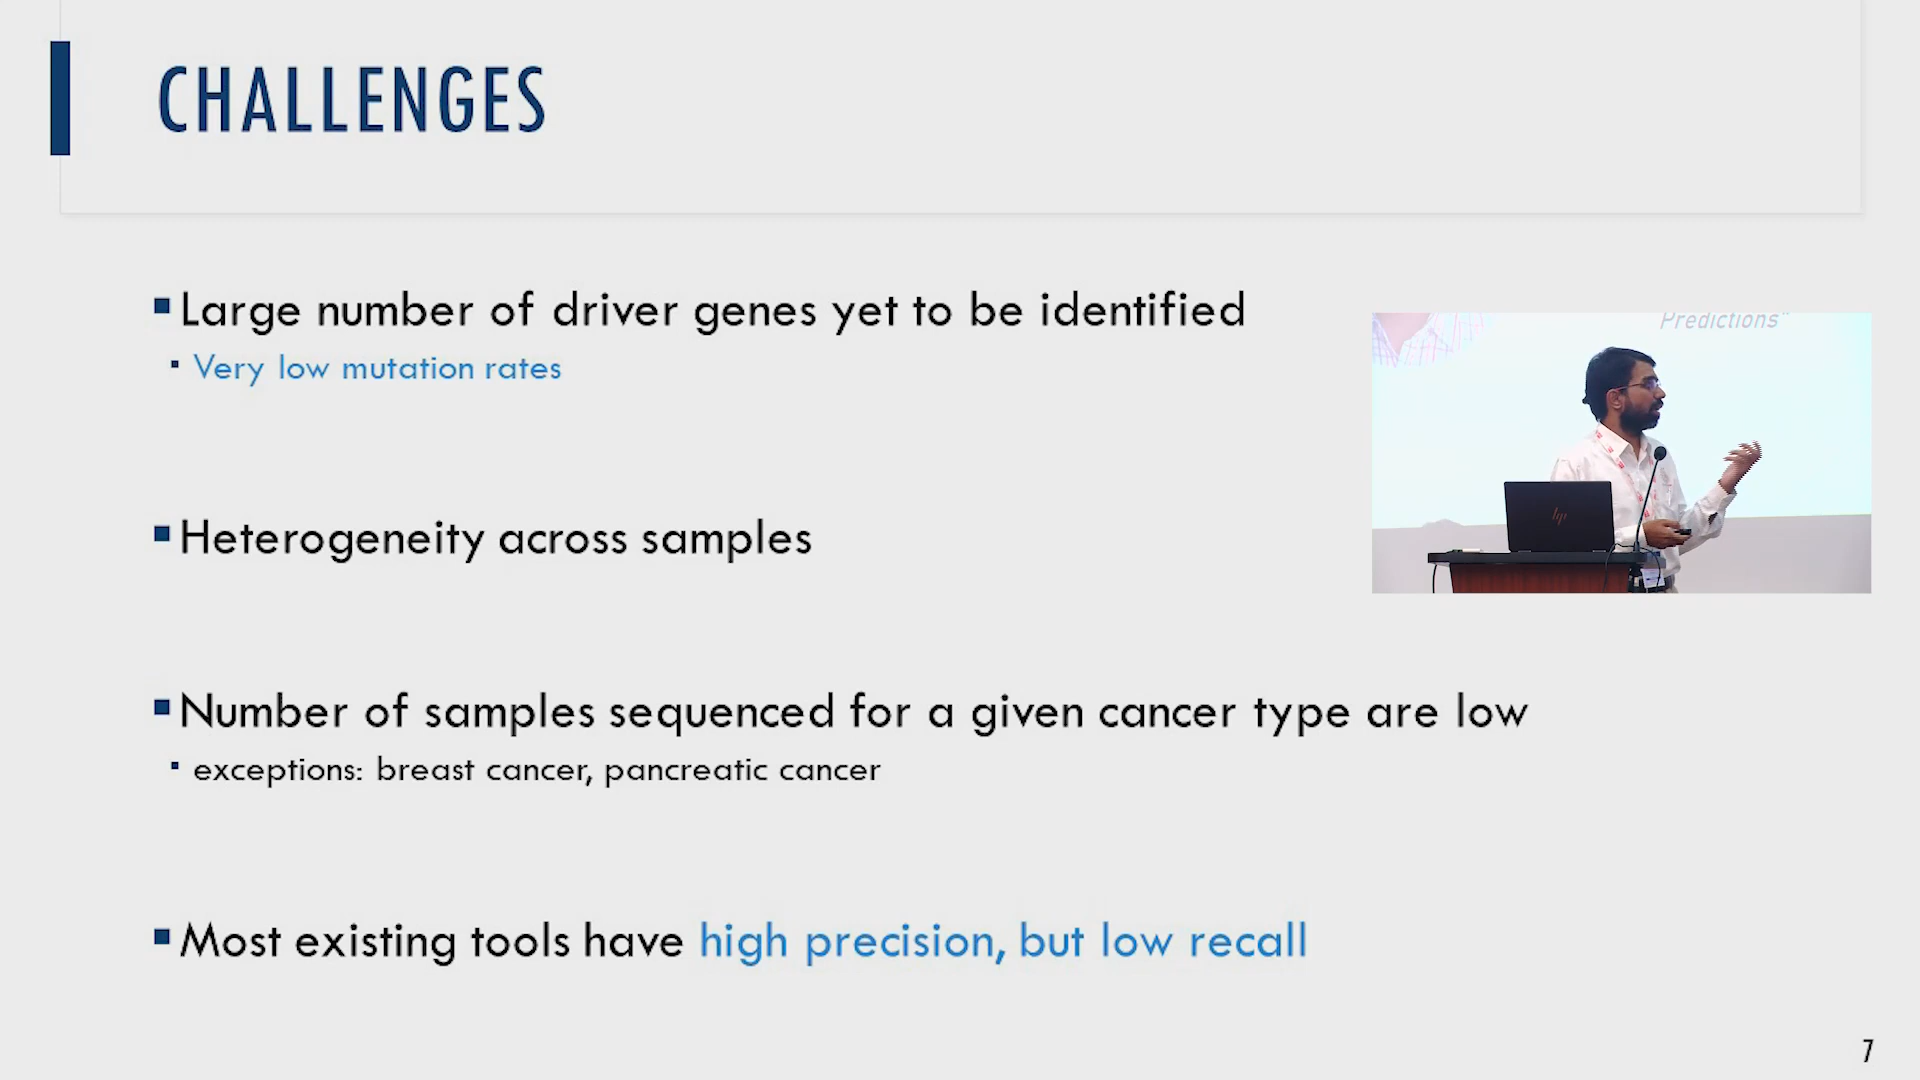 CHALLENGES
Large number of driver genes yet to be identified
Very low mutation rates
Predictions"
Heterogeneity across samples
hp
Number of samples sequenced for a given cancer type are low
exceptions: breast cancer, pancreatic cancer
Most existing tools have high precision, but low recall
7